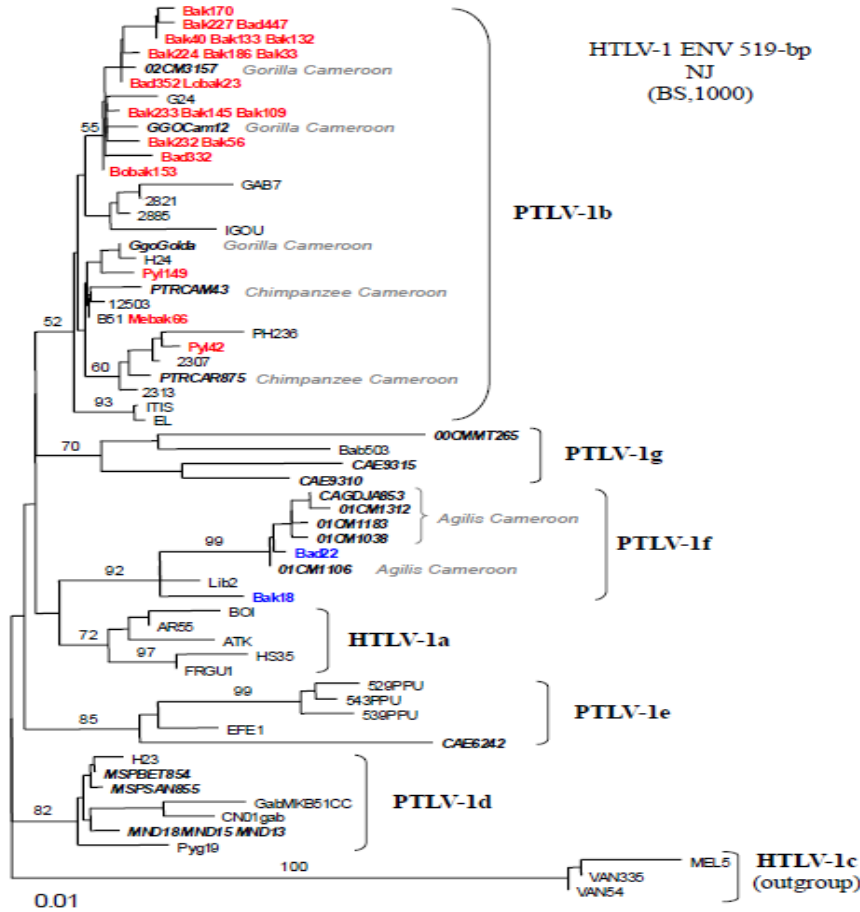 Bak170
Bak227 Bad447
Bak40 Bak133 Bak132
Bak224 Bak186 Bak33
02CM3157 Gorilla Cameroon
Bad352 Lobak23
G24
Bak233 Bak145 Bak109
55 GGOCam12 Gorilla Cameroon
Bak232 Bak56
Bad332
Bobak153
GAB7
2821
2885
IGOU
GgoGolda Gorilla Cameroon
H24
Pyl149
PTRCAM43 Chimpanzee Cameroon
12503
B51 Mebak66
52
PH236
Pyl42
2307
60 PTRCAR875 Chimpanzee Cameroon
2313
93 ITIS
EL
HTLV-1 ENV 519-bp
NJ
(BS,1000)
PTLV-1b
00CMMT265
70 Bab503
CAE9315
CAE9310
PTLV-1g
CAGDJA853
01CM1312
01CM1183
01CM1038
Agilis Cameroon
99 Bad22
01CM1106 Agilis Cameroon
92 Lib2
Bak18
PTLV-1f
BOI
AR55
72 ATK
97 HS35
FRGU1
HTLV-1a
529PPU
99 543PPU
539PPU
85 EFE1
CAE6242
PTLV-1e
H23
MSPBET854
MSPSAN855
GabMKB51CC
82 CN01gab
MND18MND15 MND13
Pyg19
PTLV-1d
MEL5
100 VAN335
VAN54
HTLV-1c
(outgroup)
0.01